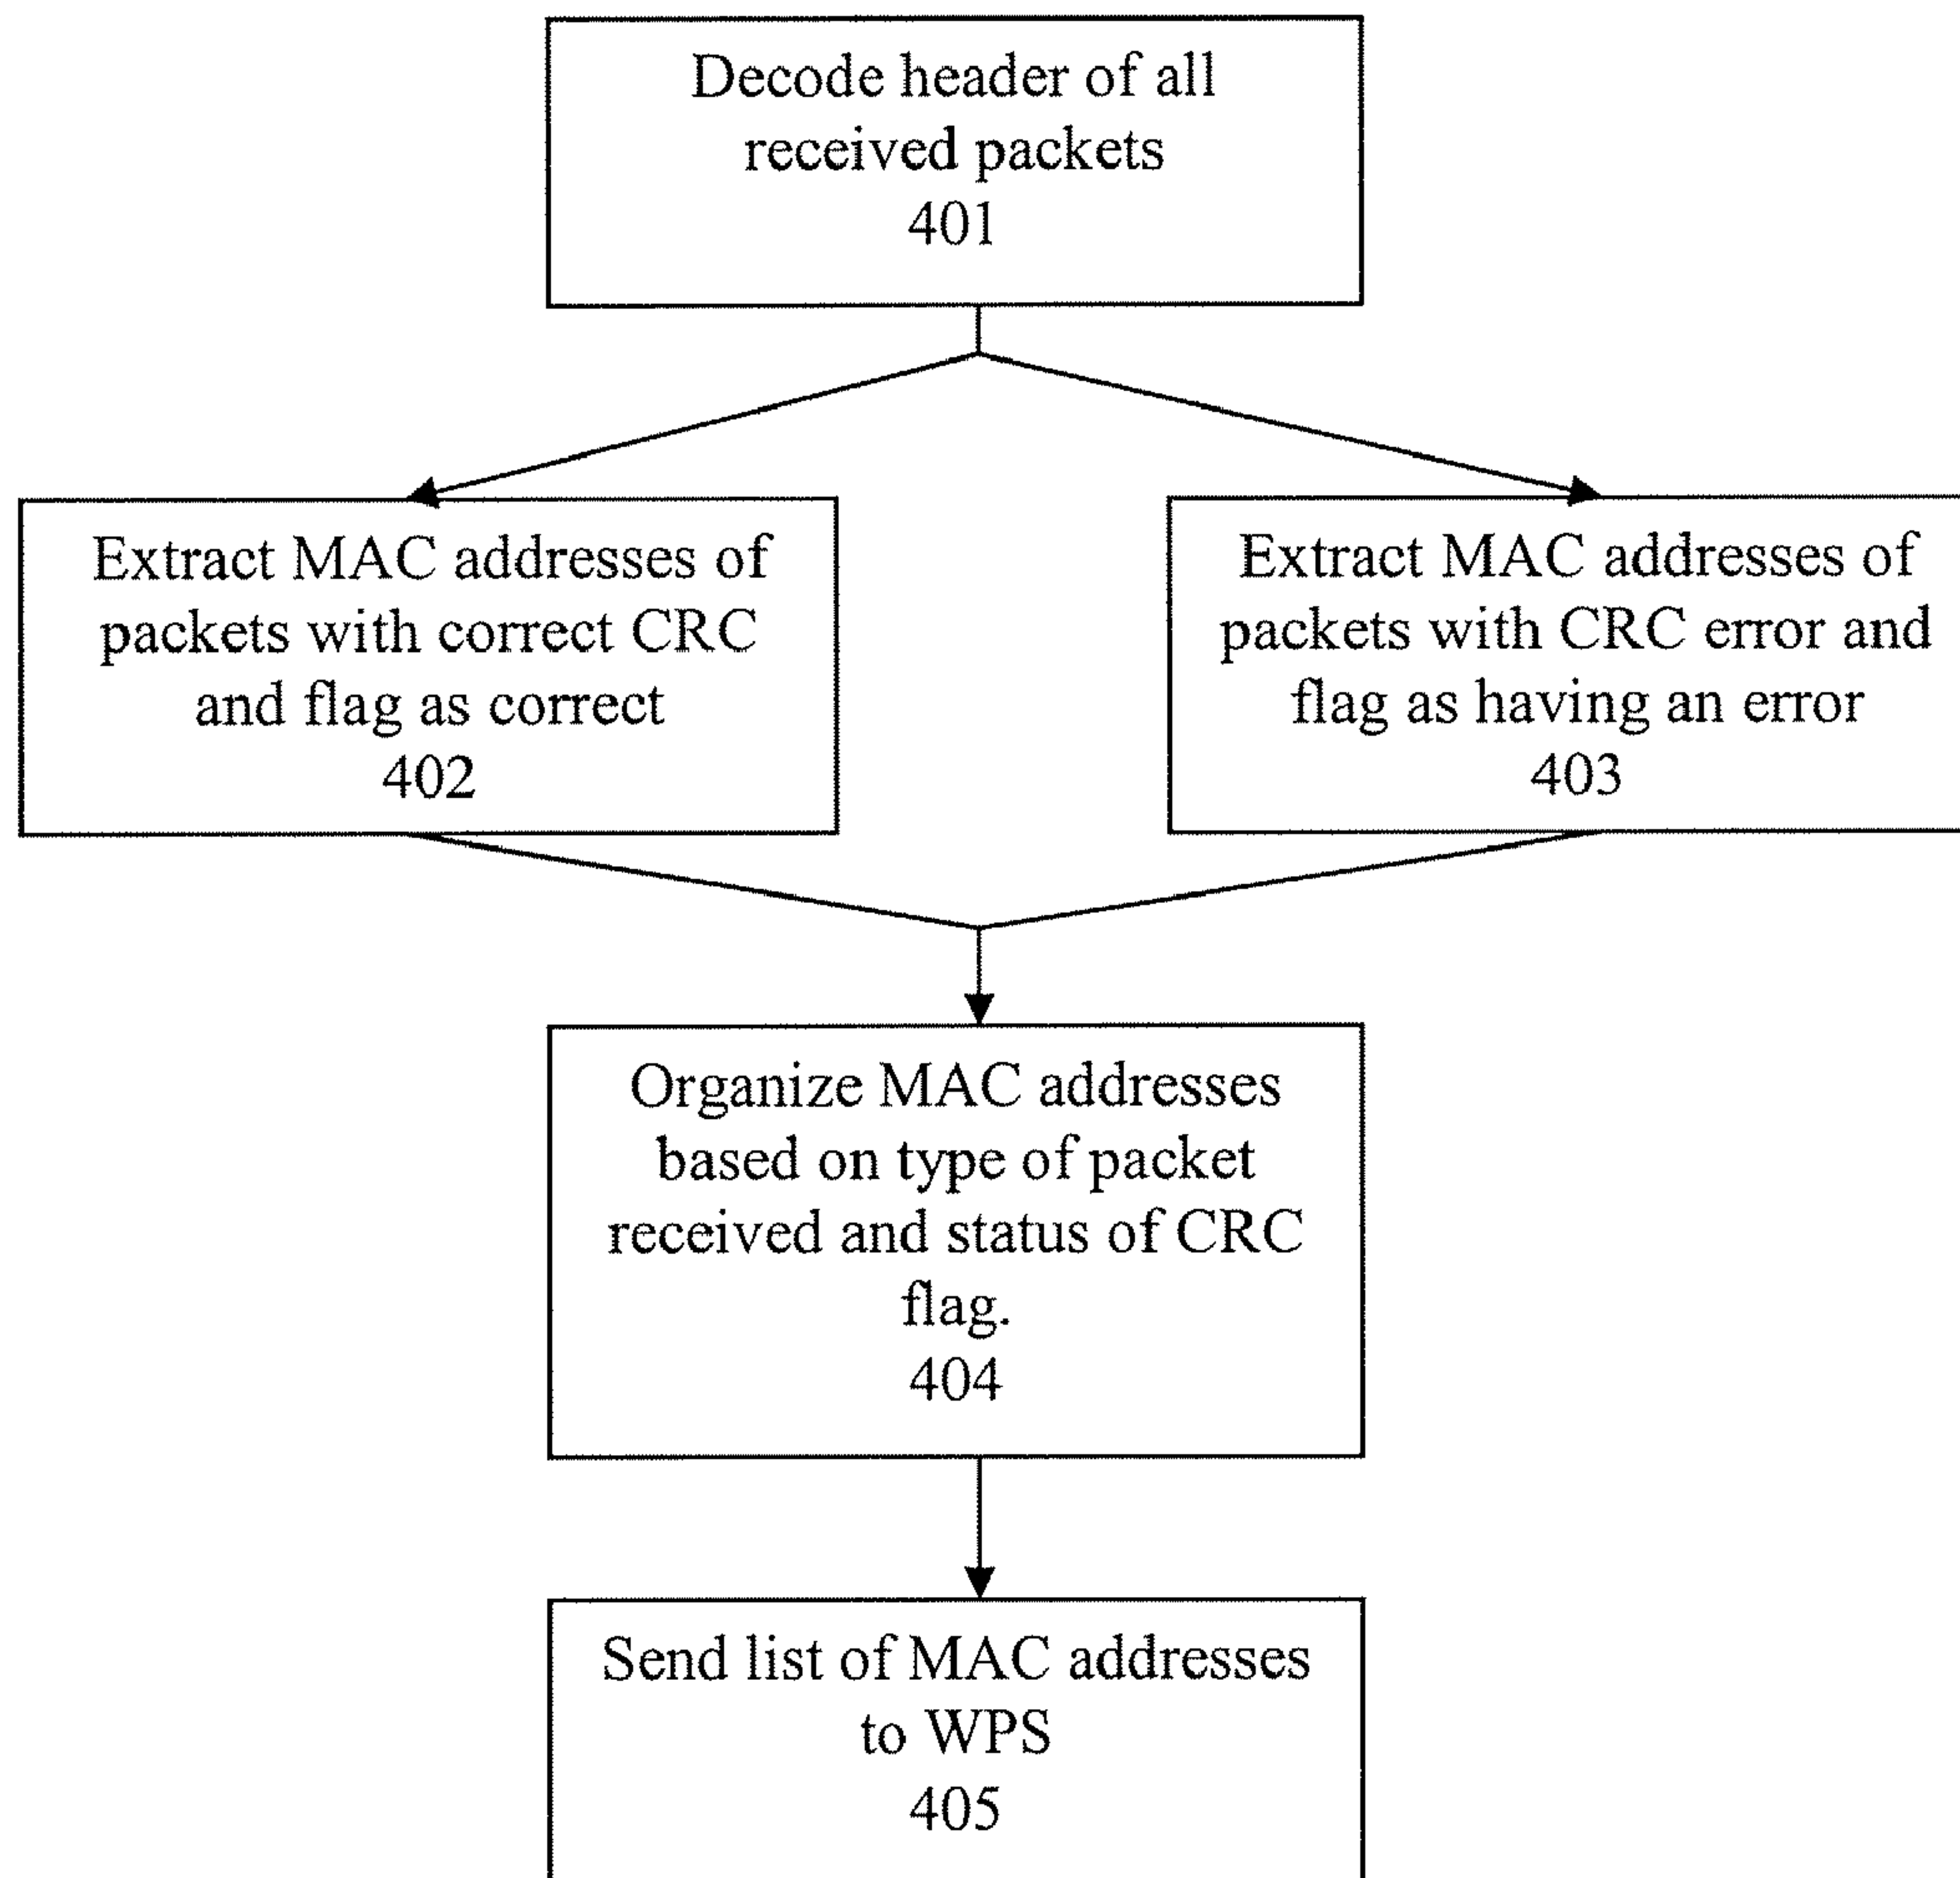 Decode header of all
received packets
401
Extract MAC addresses of
packets with correct CRC
and flag as correct
402
Extract MAC addresses of
packets with CRC error and
flag as having an error
403
Organize MAC addresses
based on type of packet
received and status of CRC
flag.
404
Send list of MAC addresses
to WPS
405